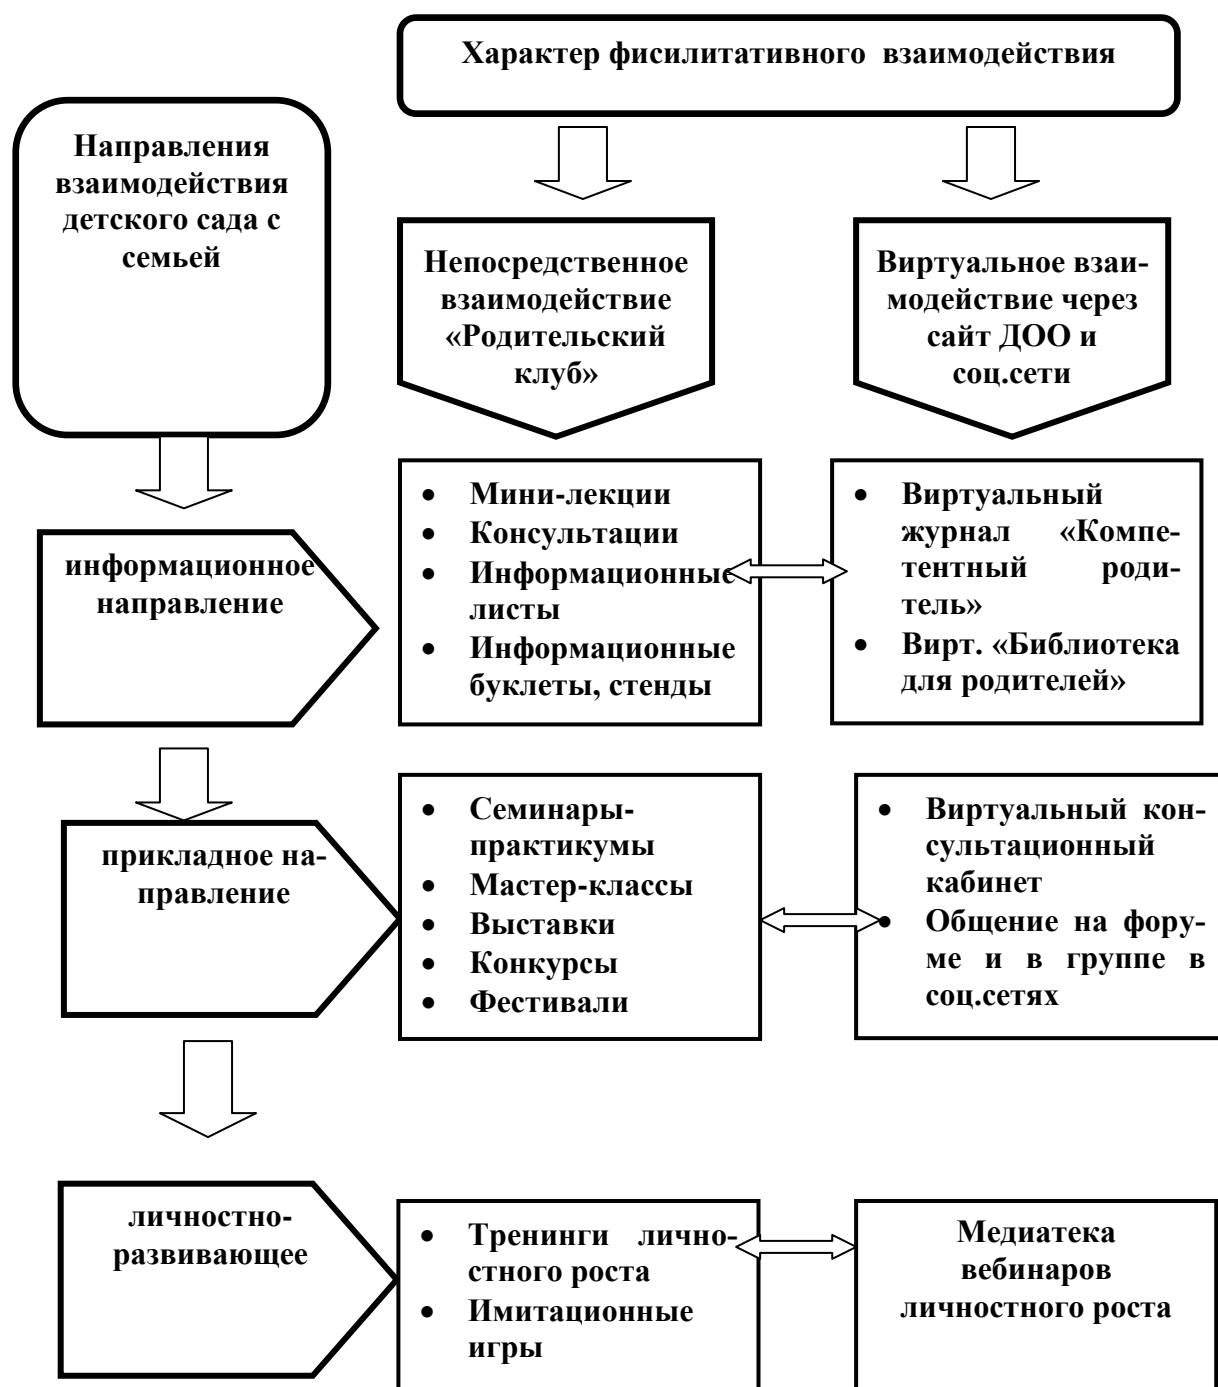 Характер фисилитативного взаимодействия
Направления
взаимодействия
детского сада с
семьей
Непосредственное
взаимодействие
«Родительский
клуб»
Виртуальное взаи-
модействие через
сайт ДОО и
соц.сети
информационное
направление
• Мини-лекции
• Консультации
• Информационные
листы
• Информационные
буклеты, стенды
• Виртуальный
журнал «Компе-
тентный роди-
тель»
• Вирт. «Библиотека
для родителей»
прикладное на-
правление
• Семинары-
практикумы
• Мастер-классы
• Выставки
• Конкурсы
• Фестивали
• Виртуальный кон-
сультационный
кабинет
• Общение на фору-
ме и в группе в
соц.сетях
личностно-
развивающее
• Тренинги лично-
стного роста
• Имитационные
игры
Медиатека
вебинаров
личностного роста